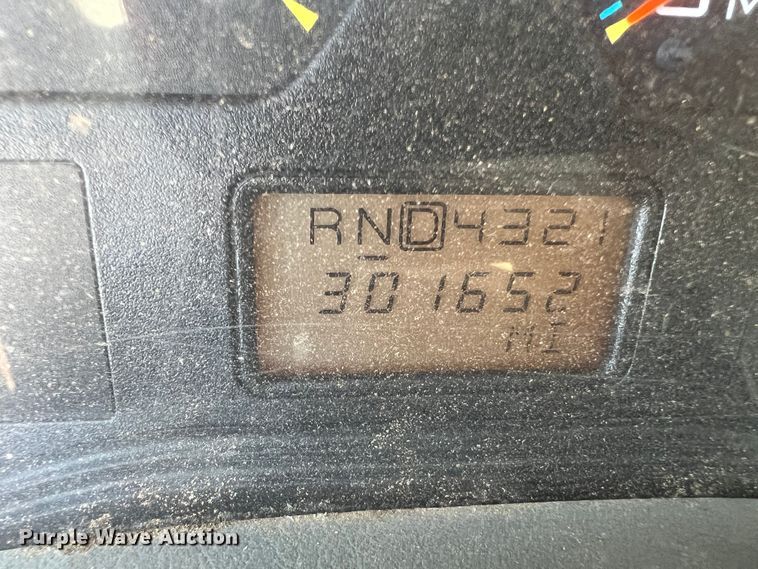 M
RND4321
301652
MI
Purple Wave Auction